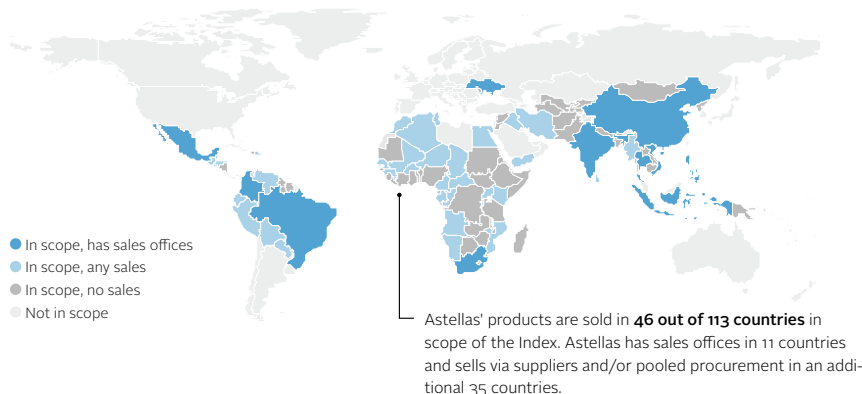 In scope, has sales offices
In scope, any sales
In scope, no sales
Not in scope
Astellas' products are sold in 46 out of 113 countries in
scope of the Index. Astellas has sales offices in 11 countries
and sells via suppliers and/or pooled procurement in an addi-
tional 35 countries.